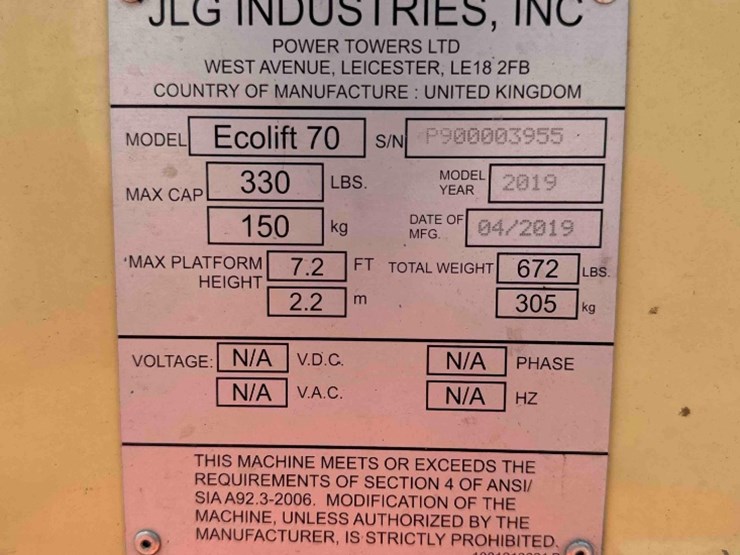 JLG INDUSTRIES, INC
POWER TOWERS LTD
WEST AVENUE, LEICESTER, LE18 2FB
COUNTRY OF MANUFACTURE : UNITED KINGDOM
MODEL Ecolift 70 S/N P900003955
MAX CAP 330 LBS. MODEL YEAR 2019
150 kg DATE OF MFG. 04/2019
MAX PLATFORM HEIGHT 7.2 FT TOTAL WEIGHT 672 LBS.
2.2 m 305 kg
VOLTAGE: N/A V.D.C. N/A PHASE
N/A V.A.C. N/A HZ
THIS MACHINE MEETS OR EXCEEDS THE
REQUIREMENTS OF SECTION 4 OF ANSI/
SIA A92.3-2006. MODIFICATION OF THE
MACHINE, UNLESS AUTHORIZED BY THE
MANUFACTURER, IS STRICTLY PROHIBITED.